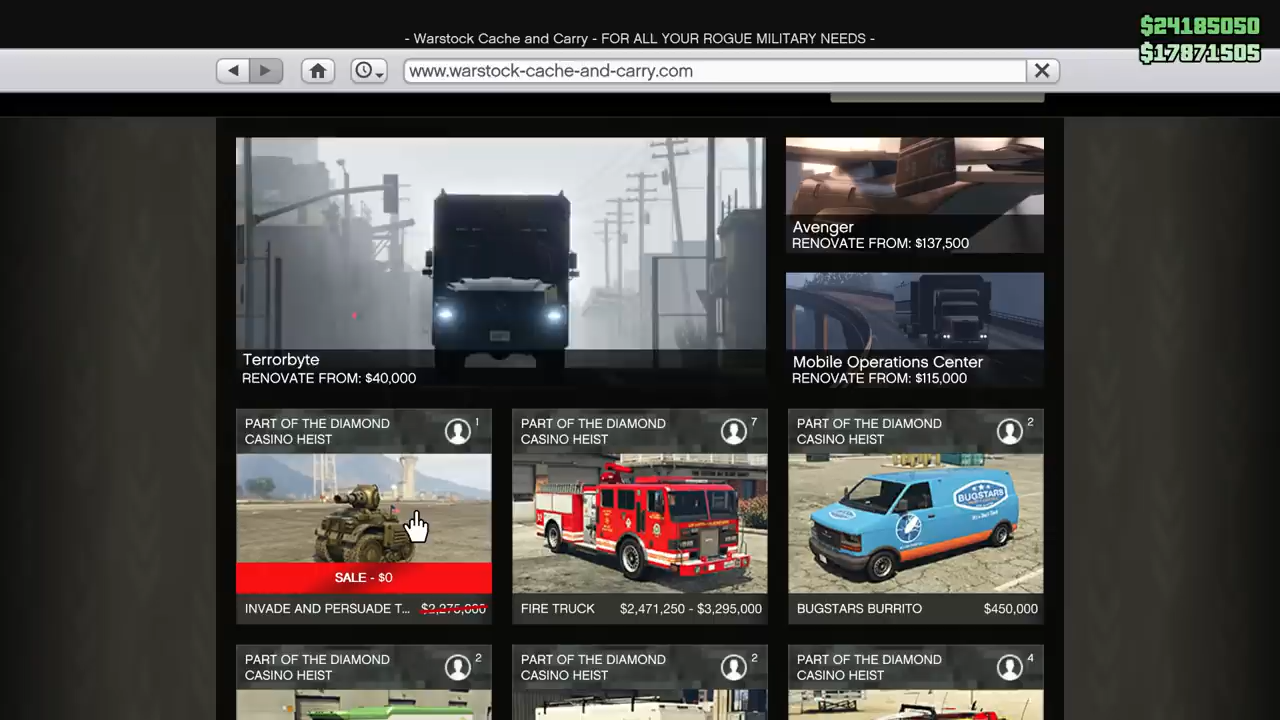 $24185050
- Warstock Cache and Carry - FOR ALL YOUR ROGUE MILITARY NEEDS -
$17871505
www.warstock-cache-and-carry.com
Terrorbyte
RENOVATE FROM: $40,000
Avenger
RENOVATE FROM: $137,500
Mobile Operations Center
RENOVATE FROM: $115,000
PART OF THE DIAMOND
CASINO HEIST
1
SALE - $0
INVADE AND PERSUADE T... $2,275,000
PART OF THE DIAMOND
CASINO HEIST
7
FIRE TRUCK $2,471,250 - $3,295,000
PART OF THE DIAMOND
CASINO HEIST
2
BUGSTARS
BUGSTARS BURRITO $450,000
PART OF THE DIAMOND
CASINO HEIST
2
PART OF THE DIAMOND
CASINO HEIST
2
PART OF THE DIAMOND
CASINO HEIST
4